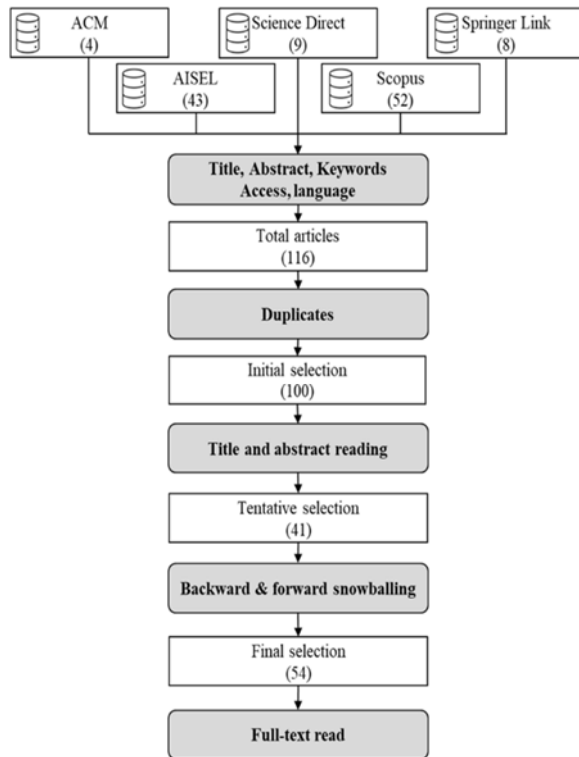 ACM
(4)
Science Direct
(9)
Springer Link
(8)
AISEL
(43)
Scopus
(52)
Title, Abstract, Keywords
Access, language
Total articles
(116)
Duplicates
Initial selection
(100)
Title and abstract reading
Tentative selection
(41)
Backward & forward snowballing
Final selection
(54)
Full-text read